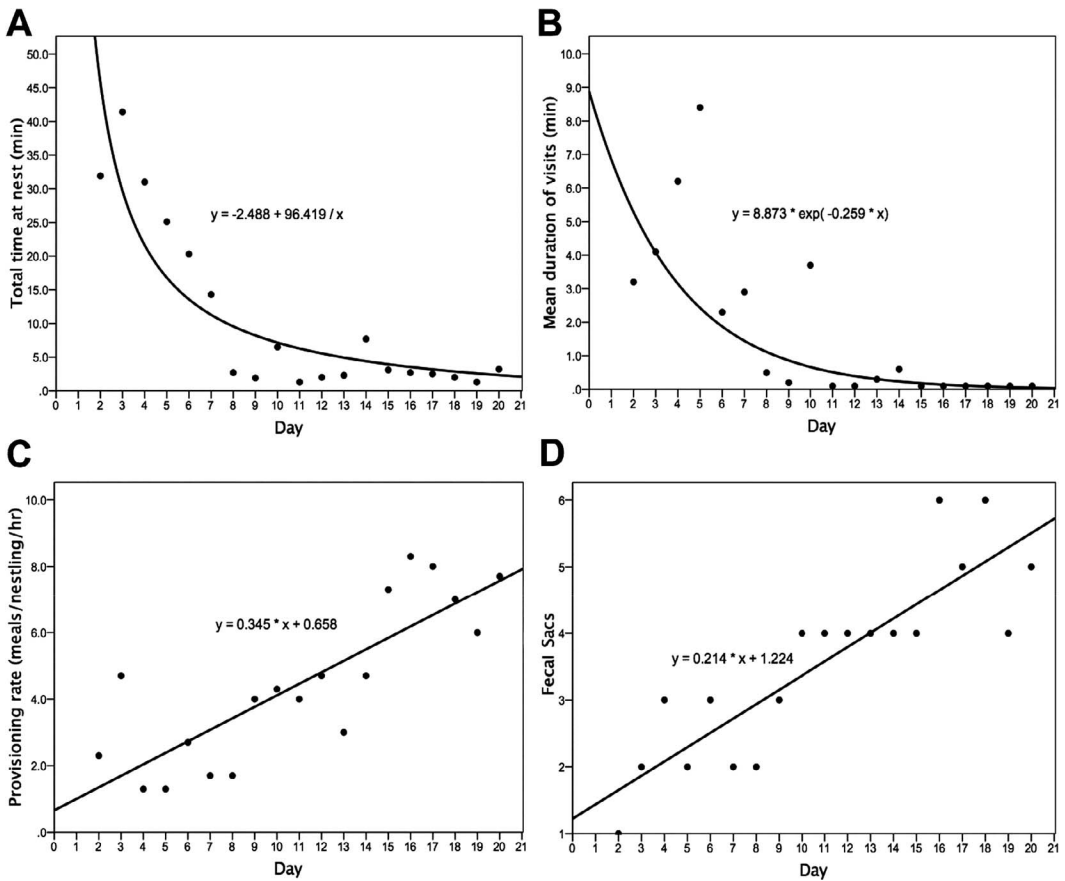 A
50.0
45.0
40.0
35.0
30.0
25.0
20.0
15.0
10.0
5.0
.0
Total time at nest (min)
y = -2.488 + 96.419 / x
0 1 2 3 4 5 6 7 8 9 10 11 12 13 14 15 16 17 18 19 20 21
Day
B
10.0
9.0
8.0
7.0
6.0
5.0
4.0
3.0
2.0
1.0
.0
Mean duration of visits (min)
y = 8.873 * exp( -0.259 * x)
0 1 2 3 4 5 6 7 8 9 10 11 12 13 14 15 16 17 18 19 20 21
Day
C
10.0
8.0
6.0
4.0
2.0
.0
Provisioning rate (meals/nestling/hr)
y = 0.345 * x + 0.658
0 1 2 3 4 5 6 7 8 9 10 11 12 13 14 15 16 17 18 19 20 21
Day
D
6
5
4
3
2
1
Fecal Sacs
y = 0.214 * x + 1.224
0 1 2 3 4 5 6 7 8 9 10 11 12 13 14 15 16 17 18 19 20 21
Day